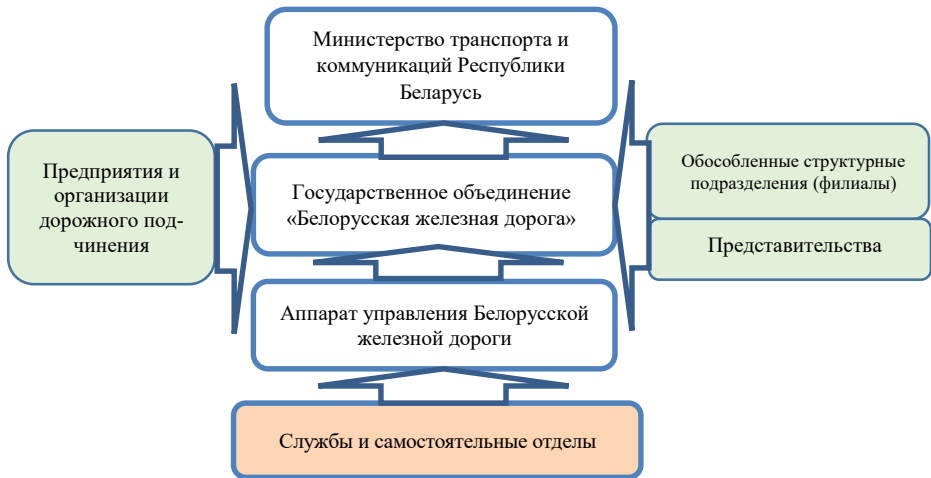 Министерство транспорта и
коммуникаций Республики
Беларусь
Предприятия и
организации
дорожного под-
чинения
Государственное объединение
«Белорусская железная дорога»
Обособленные структурные
подразделения (филиалы)
Представительства
Аппарат управления Белорусской
железной дороги
Службы и самостоятельные отделы